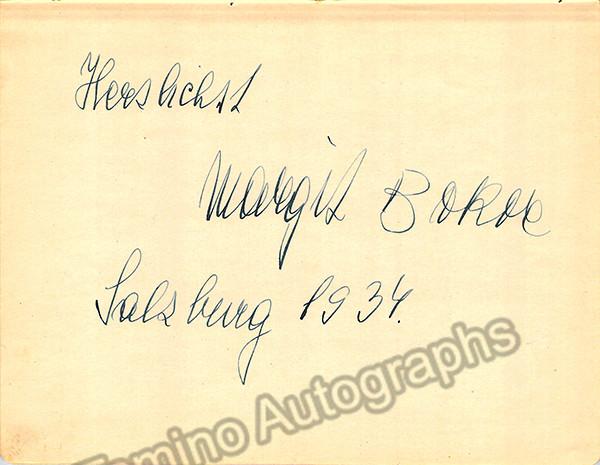 Herzlichst
Margit Bokor
Salzburg 1934.
Tamino Autographs